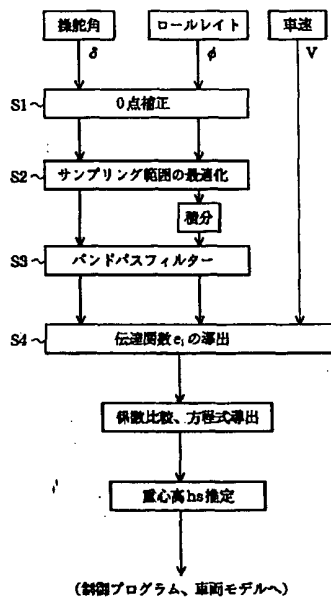 操舵角 ロールレイト 車速
δ φ V
S1 0点補正
S2 サンプリング範囲の最適化
積分
S3 バンドパスフィルター
S4 伝達関数eiの導出
係数比較、方程式導出
重心高hs推定
(制御プログラム、車両モデルへ)